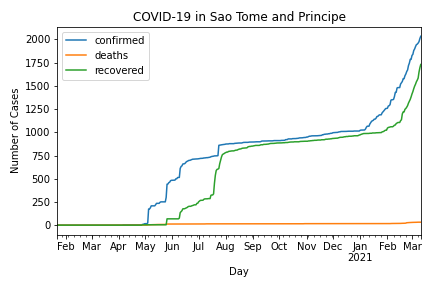 COVID-19 in Sao Tome and Principe
confirmed
deaths
recovered
Number of Cases
2000
1750
1500
1250
1000
750
500
250
0
Feb Mar Apr May Jun Jul Aug Sep Oct Nov Dec Jan Feb Mar
2021
Day